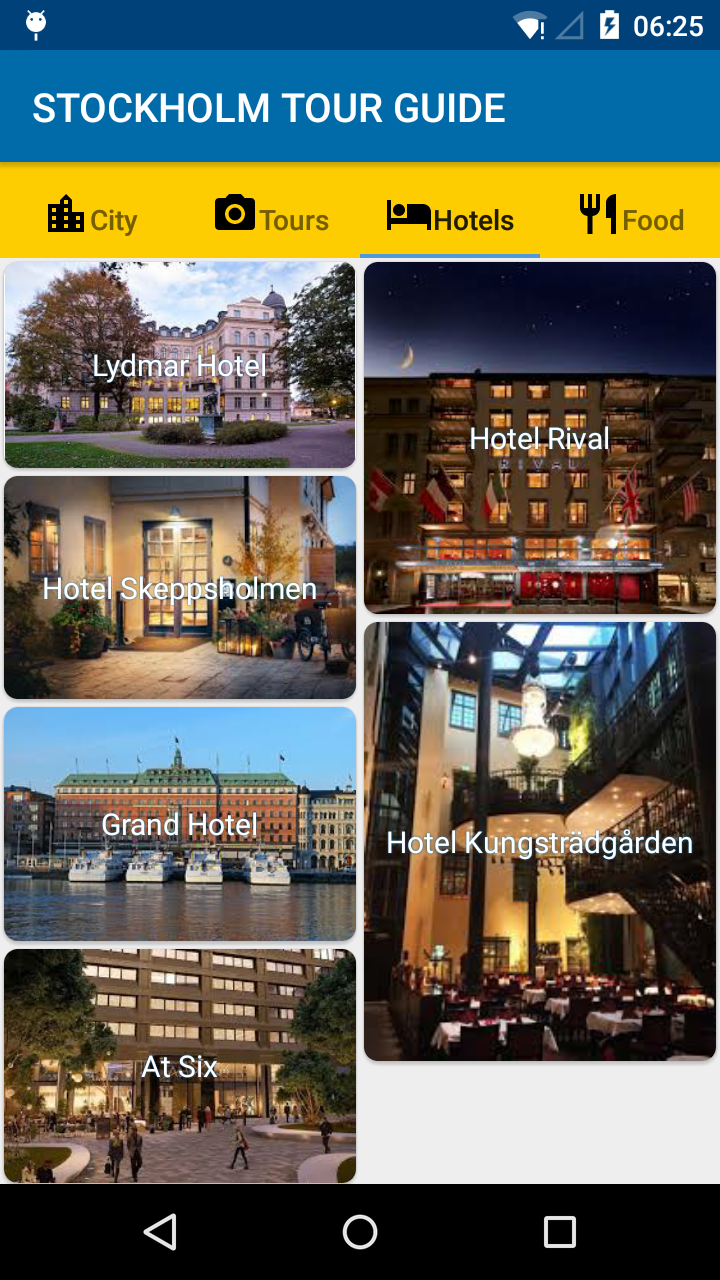 06:25
STOCKHOLM TOUR GUIDE
City
Tours
Hotels
Food
Lydmar Hotel
Hotel Rival
RIVAL
Hotel Skeppsholmen
Grand Hotel
Hotel Kungsträdgården
At Six